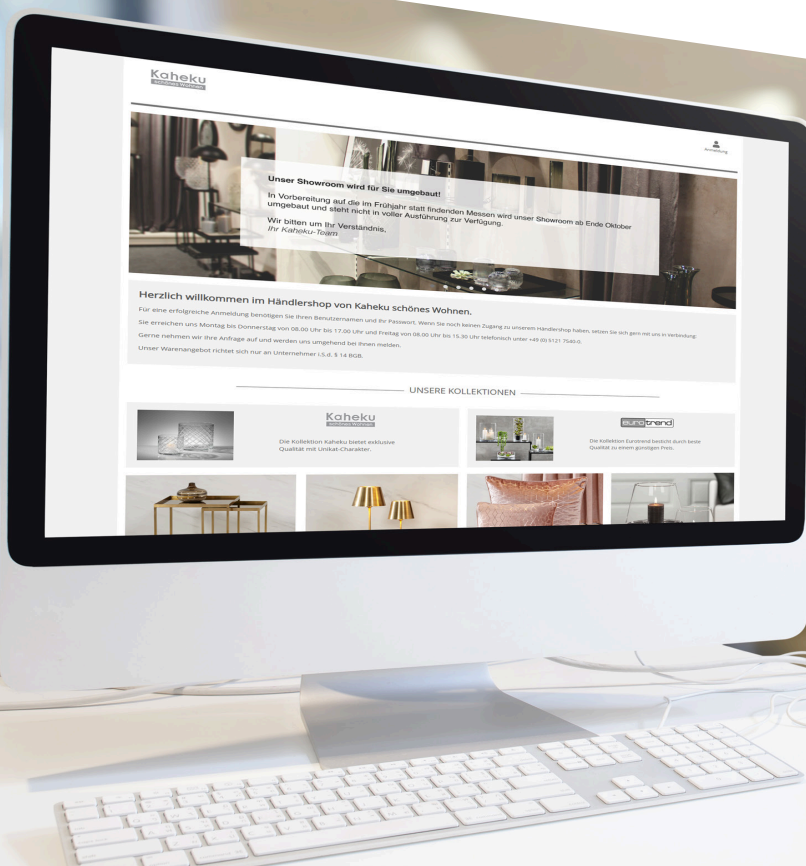 Kaheku
schönes Wohnen
Anmeldung
Unser Showroom wird für Sie umgebaut!
In Vorbereitung auf die im Frühjahr statt findenden Messen wird unser Showroom ab Ende Oktober
umgebaut und steht nicht in voller Ausführung zur Verfügung.
Wir bitten um Ihr Verständnis,
Ihr Kaheku-Team
Herzlich willkommen im Händlershop von Kaheku schönes Wohnen.
Für eine erfolgreiche Anmeldung benötigen Sie Ihren Benutzernamen und Ihr Passwort. Wenn Sie noch keinen Zugang zu unserem Händlershop haben, setzen Sie sich gern mit uns in Verbindung:
Sie erreichen uns Montag bis Donnerstag von 08.00 Uhr bis 17.00 Uhr und Freitag von 08.00 Uhr bis 15.30 Uhr telefonisch unter +49 (0) 5121 7540-0.
Gerne nehmen wir Ihre Anfrage auf und werden uns umgehend bei Ihnen melden.
Unser Warenangebot richtet sich nur an Unternehmer i.S.d. § 14 BGB.
UNSERE KOLLEKTIONEN
Kaheku
schönes Wohnen
Die Kollektion Kaheku bietet exklusive
Qualität mit Unikat-Charakter.
eurotrend
Die Kollektion Eurotrend besticht durch beste
Qualität zu einem günstigen Preis.